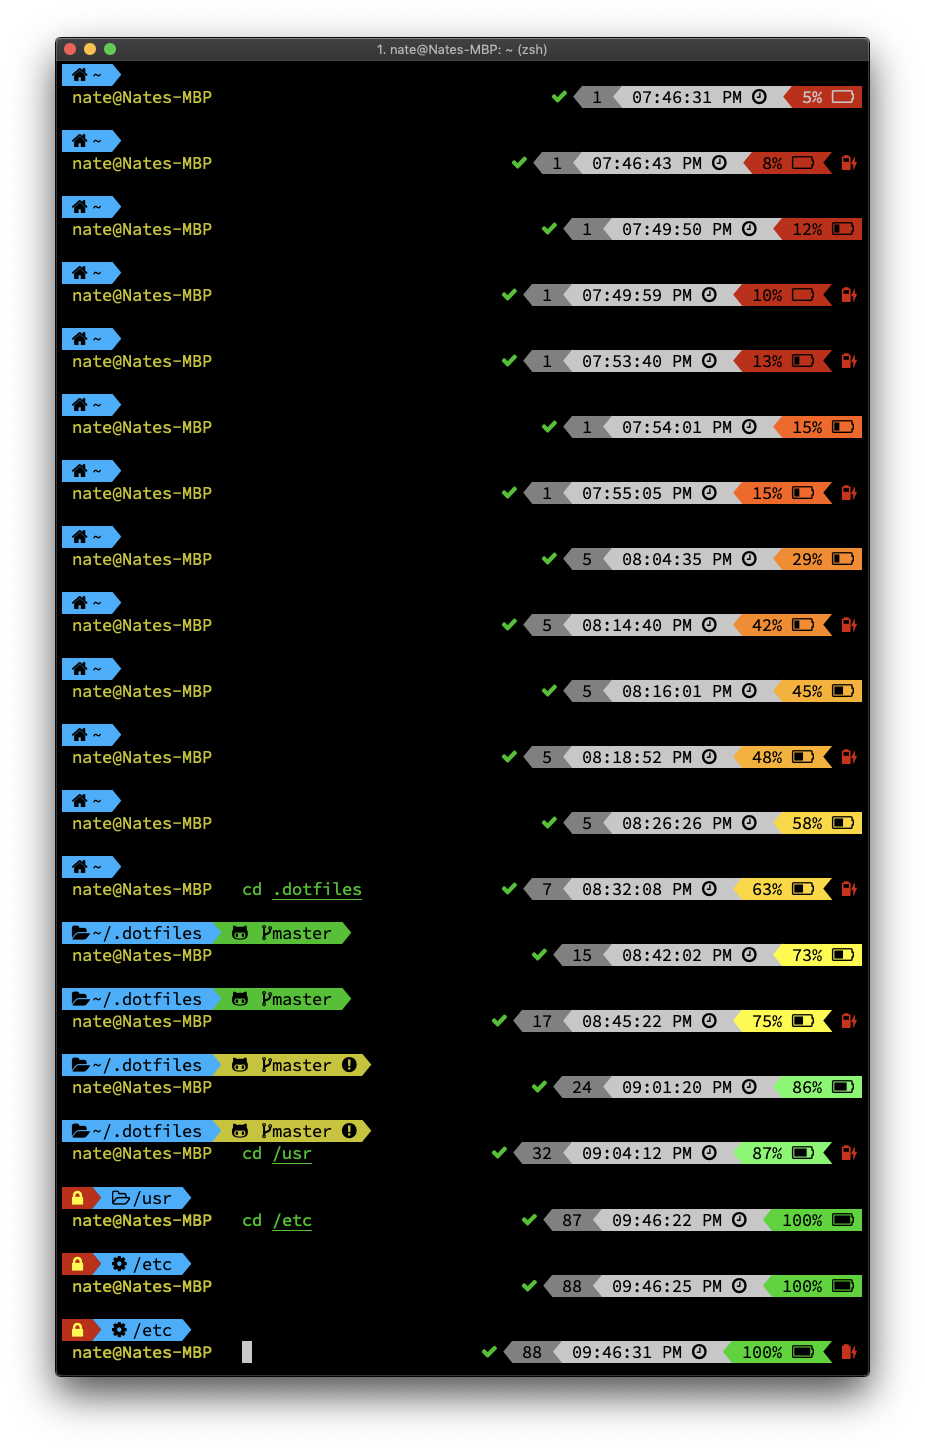 1. nate@Nates-MBP: ~ (zsh)
~
nate@Nates-MBP 1 07:46:31 PM 5%
~
nate@Nates-MBP 1 07:46:43 PM 8%
~
nate@Nates-MBP 1 07:49:50 PM 12%
~
nate@Nates-MBP 1 07:49:59 PM 10%
~
nate@Nates-MBP 1 07:53:40 PM 13%
~
nate@Nates-MBP 1 07:54:01 PM 15%
~
nate@Nates-MBP 1 07:55:05 PM 15%
~
nate@Nates-MBP 5 08:04:35 PM 29%
~
nate@Nates-MBP 5 08:14:40 PM 42%
~
nate@Nates-MBP 5 08:16:01 PM 45%
~
nate@Nates-MBP 5 08:18:52 PM 48%
~
nate@Nates-MBP 5 08:26:26 PM 58%
~
nate@Nates-MBP cd .dotfiles 7 08:32:08 PM 63%
~/.dotfiles master
nate@Nates-MBP 15 08:42:02 PM 73%
~/.dotfiles master
nate@Nates-MBP 17 08:45:22 PM 75%
~/.dotfiles master
nate@Nates-MBP 24 09:01:20 PM 86%
~/.dotfiles master
nate@Nates-MBP cd /usr 32 09:04:12 PM 87%
/usr
nate@Nates-MBP cd /etc 87 09:46:22 PM 100%
/etc
nate@Nates-MBP 88 09:46:25 PM 100%
/etc
nate@Nates-MBP 88 09:46:31 PM 100%